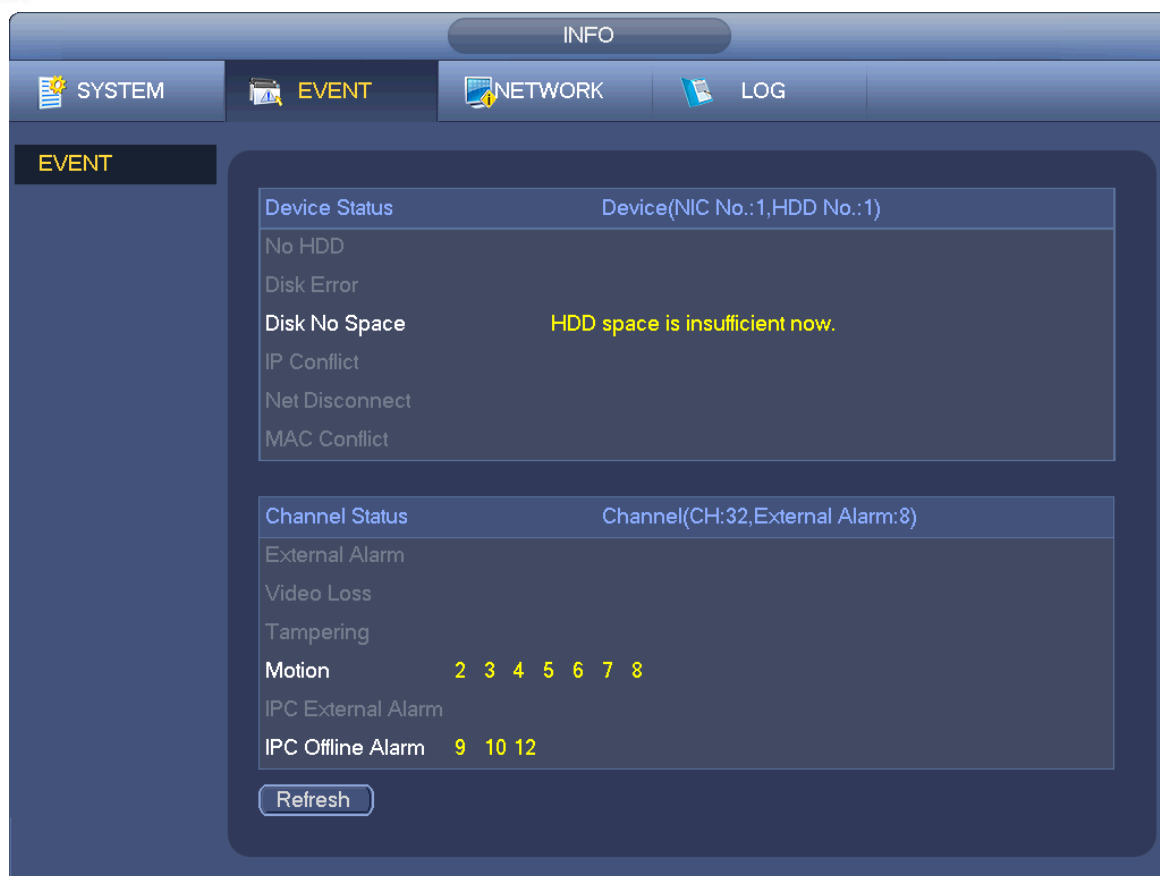 INFO
SYSTEM EVENT NETWORK LOG
EVENT
Device Status Device(NIC No.:1,HDD No.:1)
No HDD
Disk Error
Disk No Space HDD space is insufficient now.
IP Conflict
Net Disconnect
MAC Conflict
Channel Status Channel(CH:32,External Alarm:8)
External Alarm
Video Loss
Tampering
Motion 2 3 4 5 6 7 8
IPC External Alarm
IPC Offline Alarm 9 10 12
Refresh